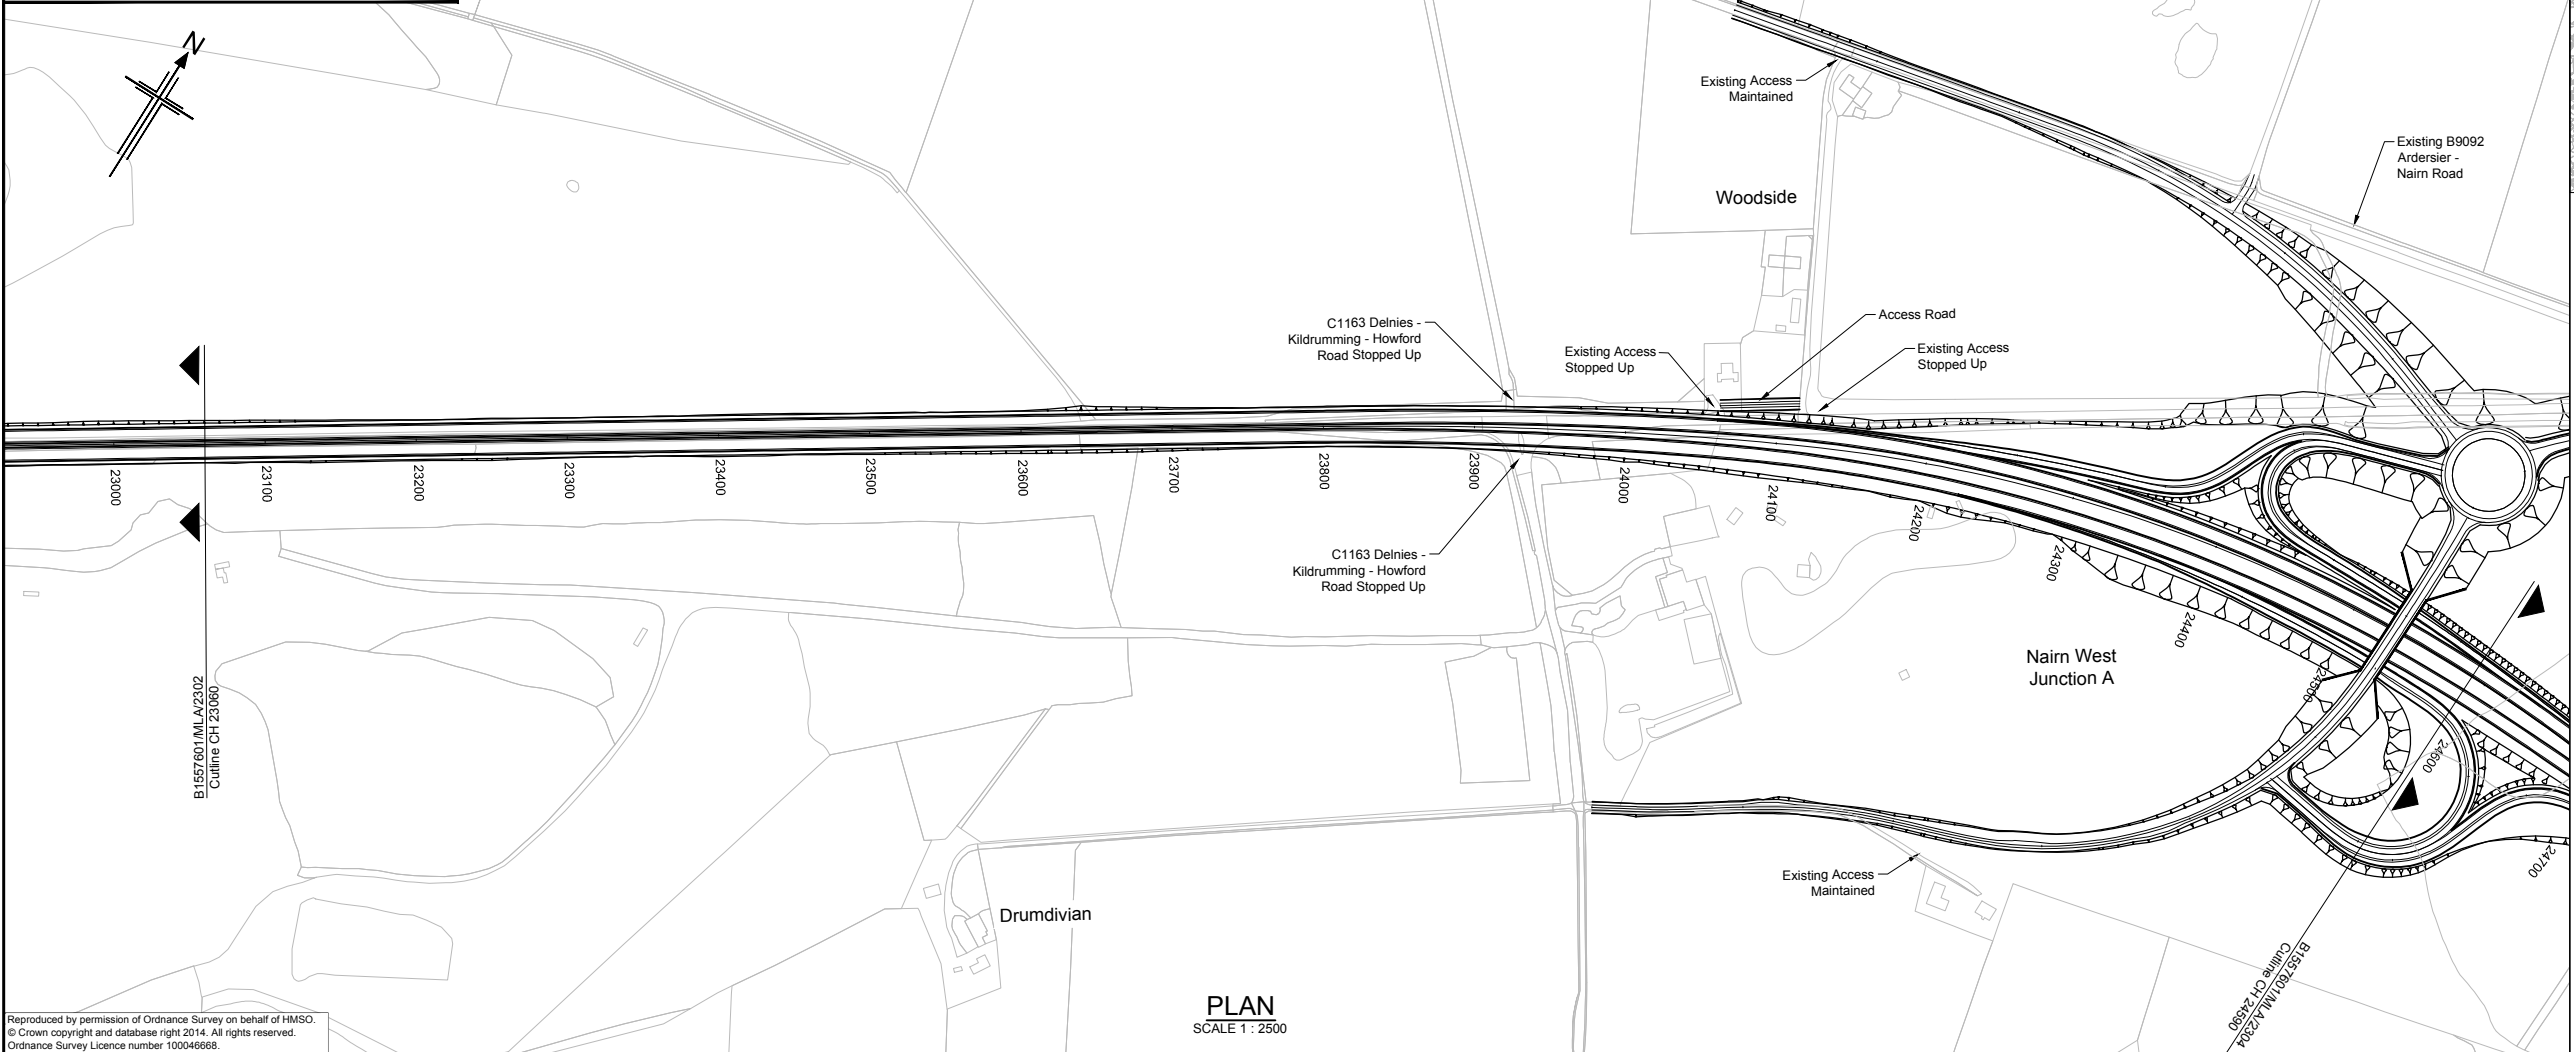 N
Existing Access
Maintained
Existing B9092
Ardersier -
Nairn Road
Woodside
C1163 Delnies -
Kildrumming - Howford
Road Stopped Up
Existing Access
Stopped Up
Access Road
Existing Access
Stopped Up
23000
23100
23200
23300
23400
23500
23600
23700
23800
23900
24000
24100
24200
24300
24400
24500
24600
24700
C1163 Delnies -
Kildrumming - Howford
Road Stopped Up
Nairn West
Junction A
B1557601/MLA/2302
Cutline CH 23060
Existing Access
Maintained
Drumdivian
B1557601/MLA/2304
Cutline CH 24590
PLAN
SCALE 1 : 2500
Reproduced by permission of Ordnance Survey on behalf of HMSO.
© Crown copyright and database right 2014. All rights reserved.
Ordnance Survey Licence number 100046668.